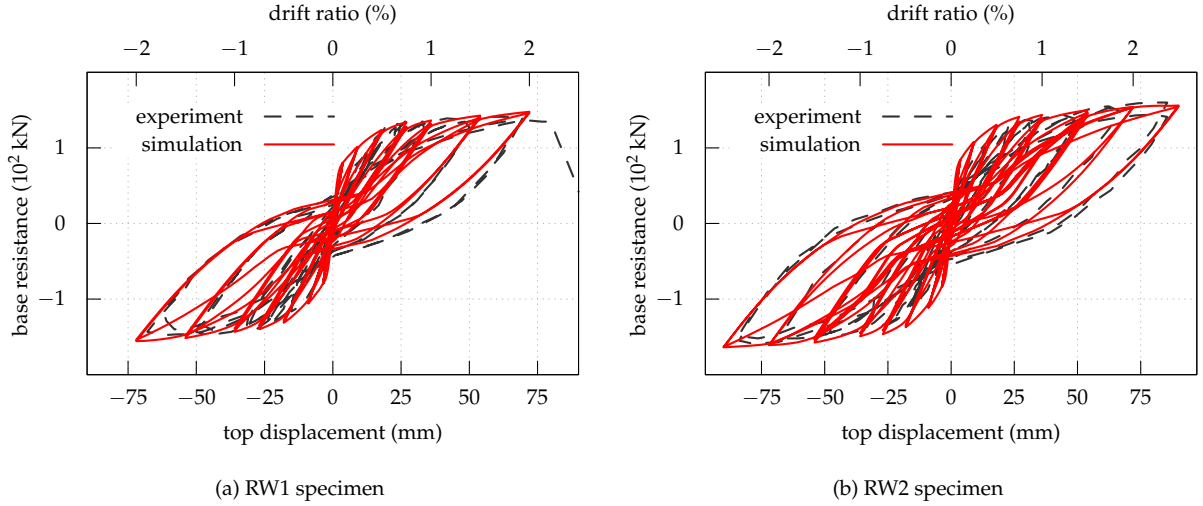 drift ratio (%)
−2 −1 0 1 2
base resistance (10² kN)
1
0
−1
experiment
simulation
−75 −50 −25 0 25 50 75
top displacement (mm)
(a) RW1 specimen
drift ratio (%)
−2 −1 0 1 2
base resistance (10² kN)
1
0
−1
experiment
simulation
−75 −50 −25 0 25 50 75
top displacement (mm)
(b) RW2 specimen